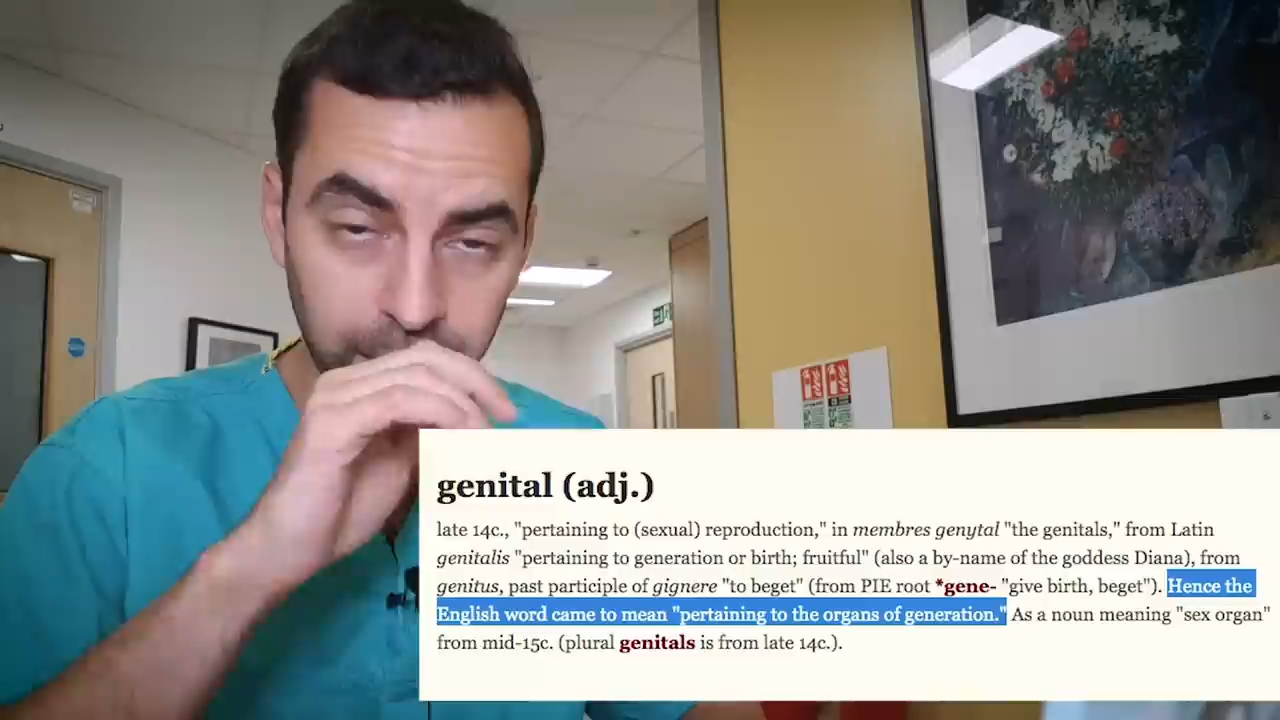 genital (adj.)
late 14c., "pertaining to (sexual) reproduction," in membres genytal "the genitals," from Latin
genitalis "pertaining to generation or birth; fruitful" (also a by-name of the goddess Diana), from
genitus, past participle of gignere "to beget" (from PIE root *gene- "give birth, beget"). Hence the
English word came to mean "pertaining to the organs of generation." As a noun meaning "sex organ"
from mid-15c. (plural genitals is from late 14c.).